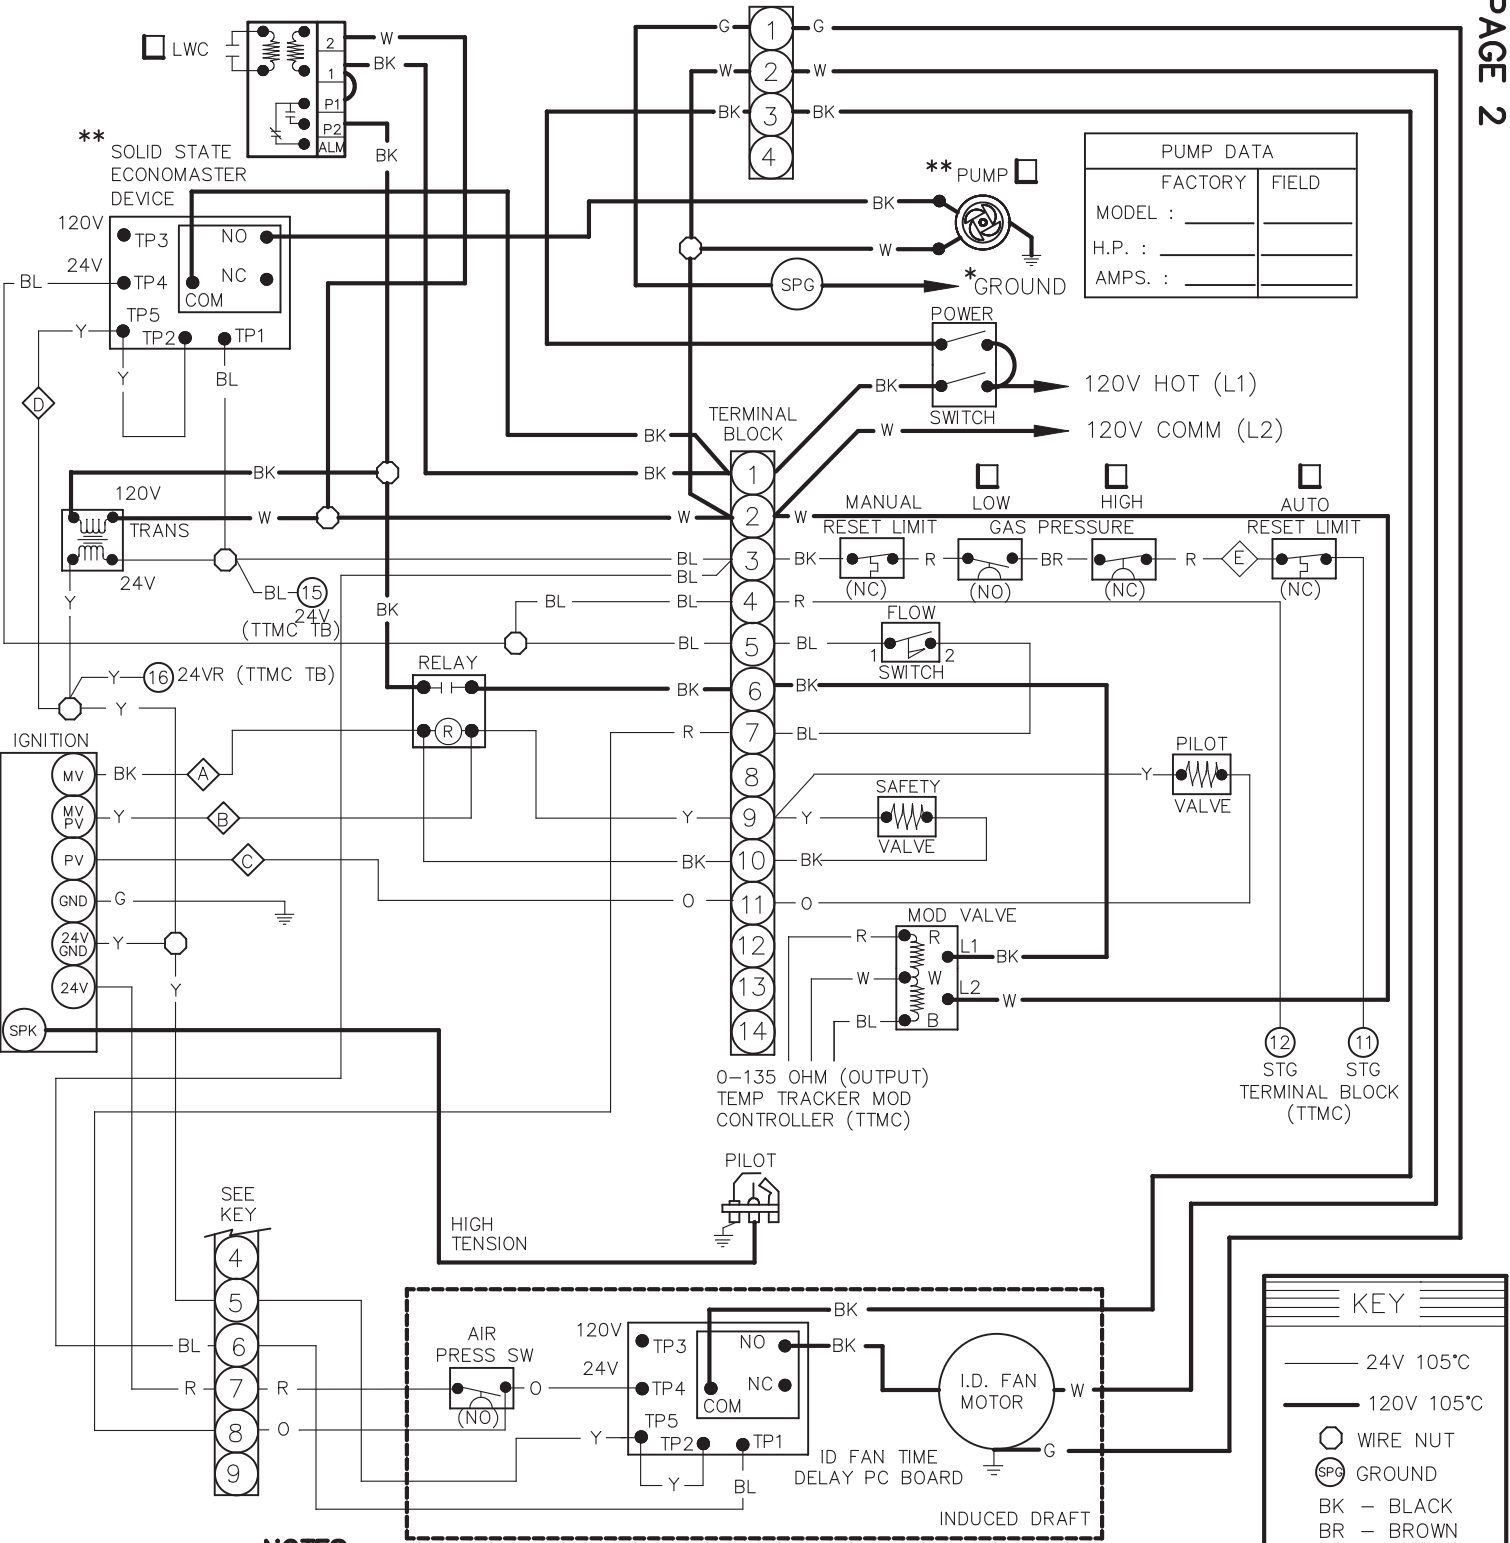 PAGE 2
LWC
2
1
P1
P2
ALM
W
BK
BK
G
1
G
W
2
W
BK
3
BK
4
**
SOLID STATE
ECONOMASTER
DEVICE
120V
TP3
24V
TP4
TP5
TP2
TP1
NO
NC
COM
BL
Y
Y
BL
D
** PUMP
BK
W
SPG
*GROUND
PUMP DATA
FACTORY
FIELD
MODEL :
H.P. :
AMPS. :
POWER
SWITCH
BK
120V HOT (L1)
W
120V COMM (L2)
TERMINAL
BLOCK
BK
BK
BK
120V
TRANS
24V
W
W
1
2
W
MANUAL
RESET LIMIT
LOW
HIGH
GAS PRESSURE
AUTO
RESET LIMIT
BL
BL
3
BK
R
BR
R
E
(NC)
(NO)
(NC)
(NC)
Y
BL
15
24V
(TTMC TB)
BK
BL
BL
4
R
FLOW
BL
5
BL
1
2
SWITCH
Y
16
24VR (TTMC TB)
Y
RELAY
R
BK
6
BK
R
7
BL
IGNITION
MV
BK
A
8
Y
PILOT
VALVE
MV
PV
Y
B
Y
9
Y
SAFETY
VALVE
PV
C
BK
10
BK
GND
G
O
11
O
24V
GND
Y
12
24V
Y
13
SPK
14
MOD VALVE
R
R
L1
BK
W
W
L2
W
BL
B
0-135 OHM (OUTPUT)
TEMP TRACKER MOD
CONTROLLER (TTMC)
12
11
STG
STG
TERMINAL BLOCK
(TTMC)
PILOT
HIGH
TENSION
SEE
KEY
4
5
BL
6
R
7
R
8
O
9
AIR
PRESS SW
(NO)
O
120V
TP3
24V
TP4
TP5
TP2
TP1
NO
NC
COM
Y
Y
BL
BK
BK
I.D. FAN
MOTOR
W
G
ID FAN TIME
DELAY PC BOARD
INDUCED DRAFT
KEY
24V 105°C
120V 105°C
WIRE NUT
SPG
GROUND
BK – BLACK
BR – BROWN